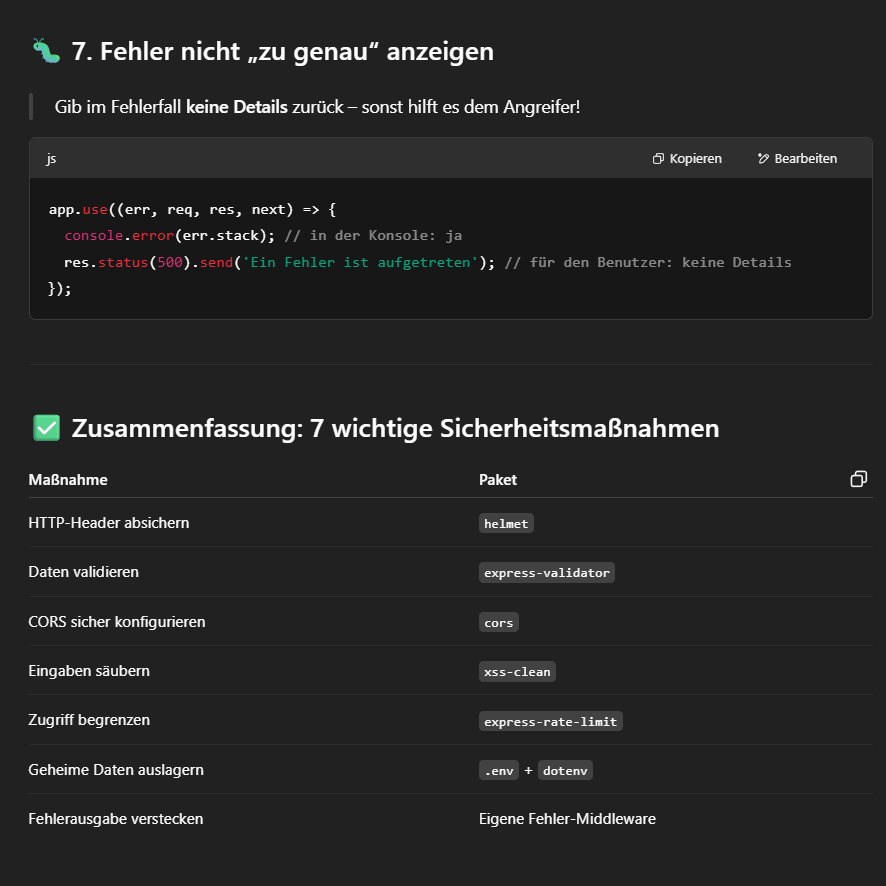 7. Fehler nicht „zu genau“ anzeigen
Gib im Fehlerfall keine Details zurück – sonst hilft es dem Angreifer!
js
Kopieren
Bearbeiten
app.use((err, req, res, next) => {
  console.error(err.stack); // in der Konsole: ja
  res.status(500).send('Ein Fehler ist aufgetreten'); // für den Benutzer: keine Details
});
Zusammenfassung: 7 wichtige Sicherheitsmaßnahmen
Maßnahme Paket
HTTP-Header absichern helmet
Daten validieren express-validator
CORS sicher konfigurieren cors
Eingaben säubern xss-clean
Zugriff begrenzen express-rate-limit
Geheime Daten auslagern .env + dotenv
Fehlerausgabe verstecken Eigene Fehler-Middleware